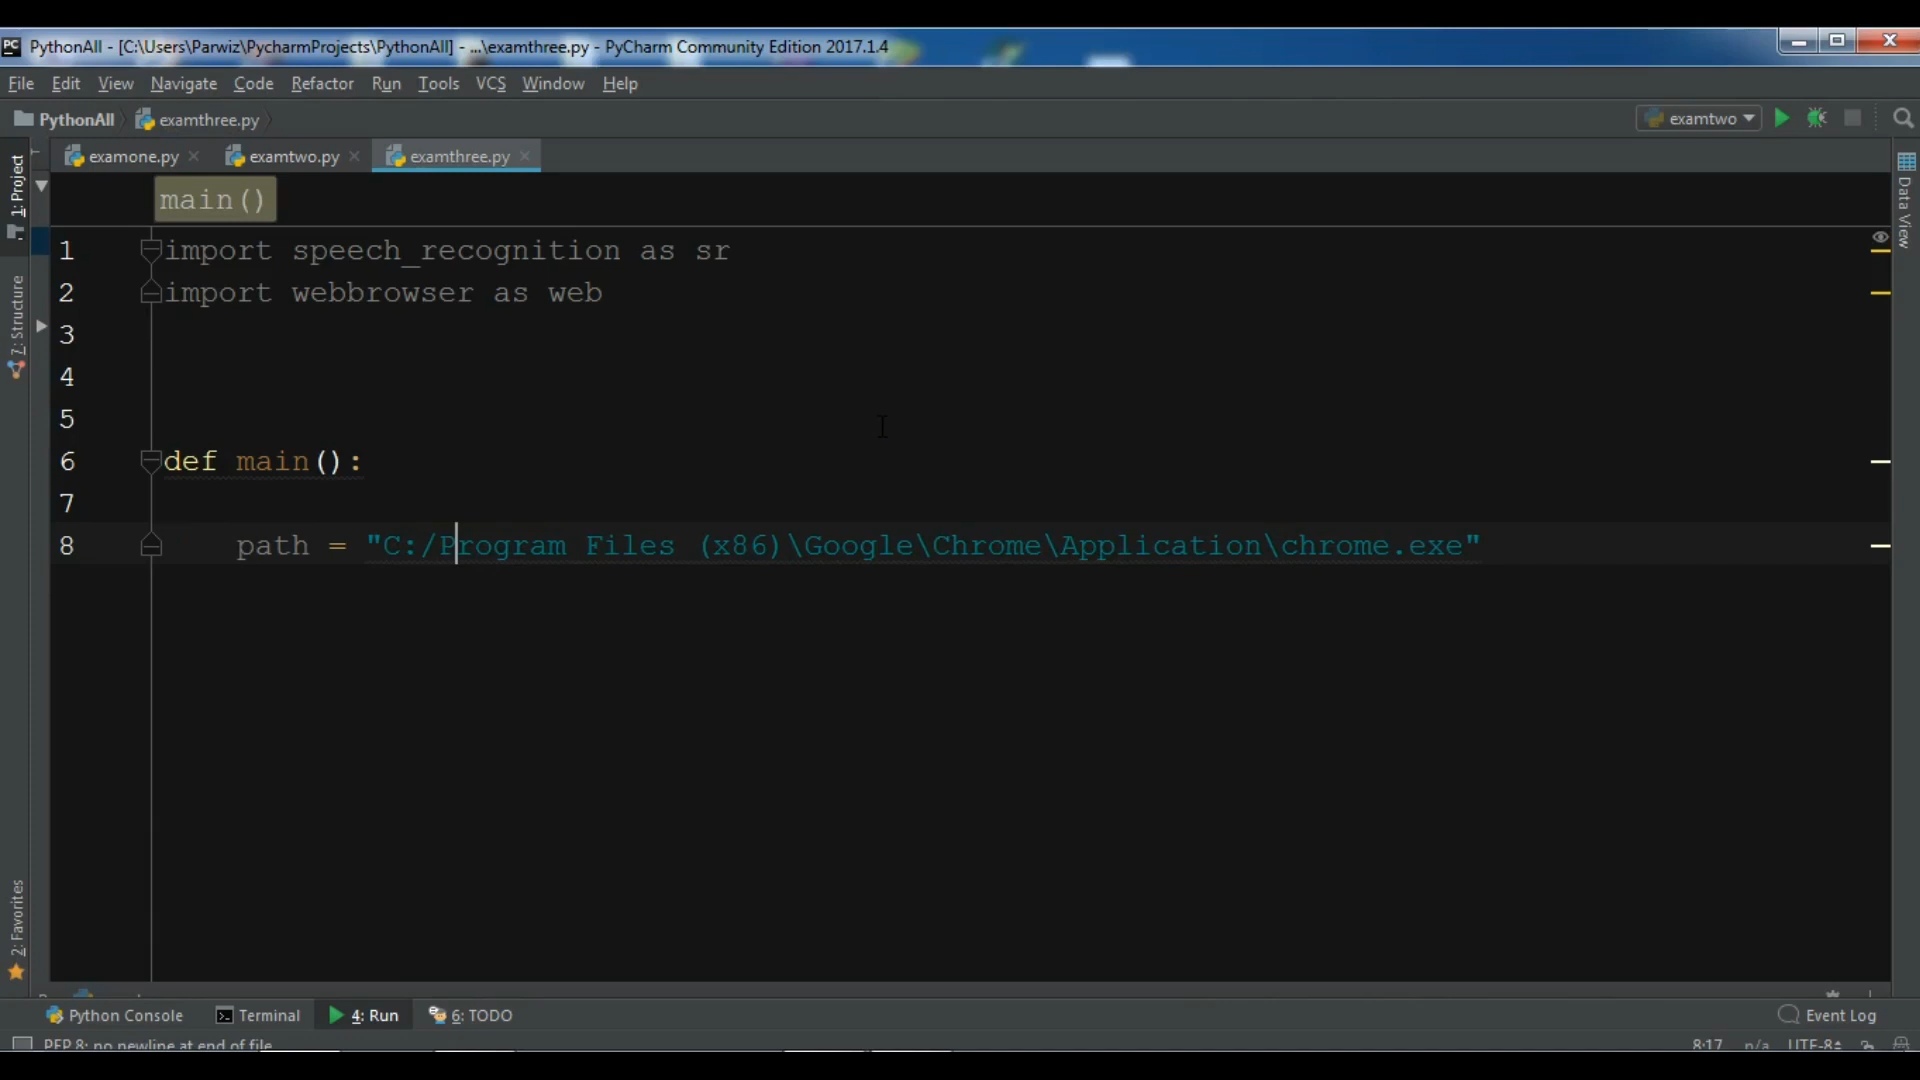 PC PythonAll - [C:\Users\Parwiz\PycharmProjects\PythonAll] - ...\examthree.py - PyCharm Community Edition 2017.1.4
File Edit View Navigate Code Refactor Run Tools VCS Window Help
PythonAll examthree.py examtwo
examone.py examtwo.py examthree.py
1: Project
7: Structure
2: Favorites
Data View
main()
1 import speech_recognition as sr
2 import webbrowser as web
3
4
5
6 def main():
7
8 path = "C:/Program Files (x86)\Google\Chrome\Application\chrome.exe"
Python Console Terminal 4: Run 6: TODO Event Log
PEP 8: no newline at end of file 8:17 n/a UTF-8